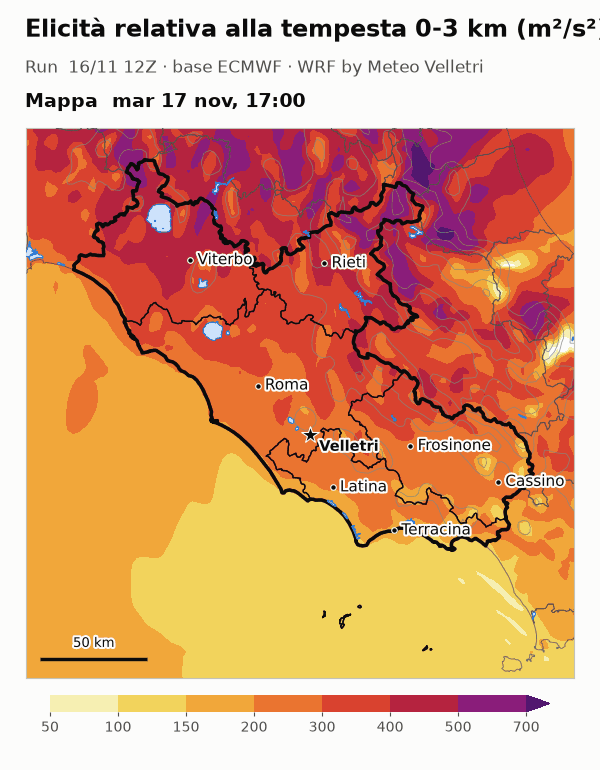 Elicità relativa alla tempesta 0-3 km (m²/s²)
Run 16/11 12Z · base ECMWF · WRF by Meteo Velletri
Mappa mar 17 nov, 17:00
Viterbo
Rieti
Roma
Velletri
Frosinone
Latina
Cassino
Terracina
50 km
50 100 150 200 300 400 500 700